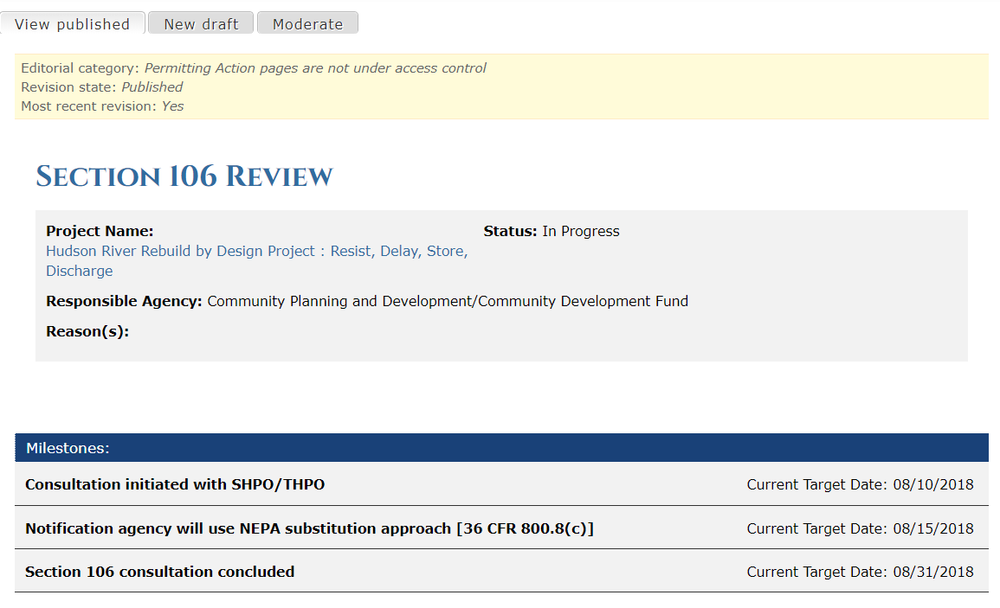 View published
New draft
Moderate
Editorial category: Permitting Action pages are not under access control
Revision state: Published
Most recent revision: Yes
Section 106 Review
Project Name:
Hudson River Rebuild by Design Project : Resist, Delay, Store,
Discharge
Status: In Progress
Responsible Agency: Community Planning and Development/Community Development Fund
Reason(s):
Milestones:
Consultation initiated with SHPO/THPO Current Target Date: 08/10/2018
Notification agency will use NEPA substitution approach [36 CFR 800.8(c)] Current Target Date: 08/15/2018
Section 106 consultation concluded Current Target Date: 08/31/2018